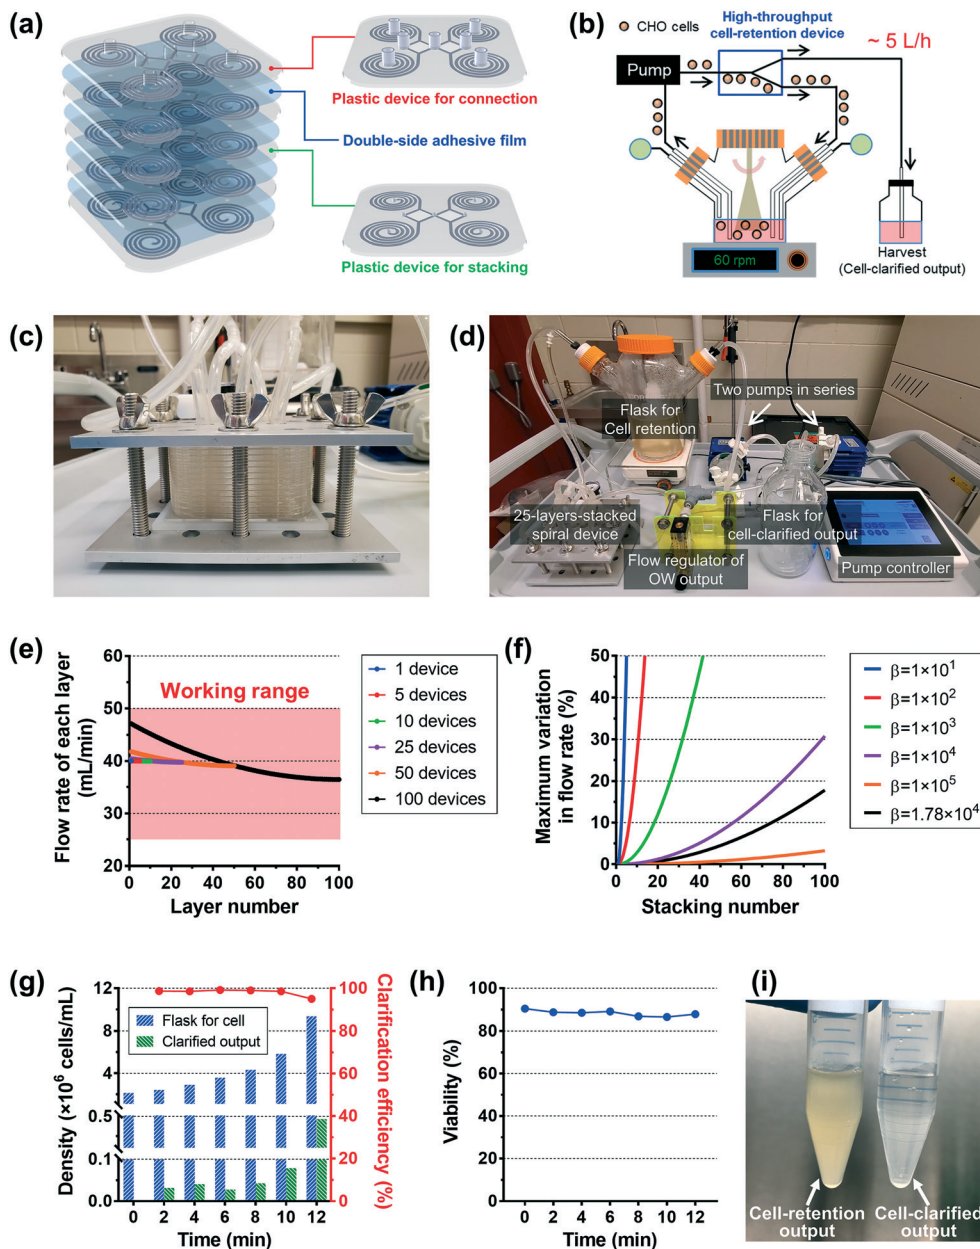 (a)
Plastic device for connection
Double-side adhesive film
Plastic device for stacking
(b)
CHO cells
High-throughput
cell-retention device
~ 5 L/h
Pump
60 rpm
Harvest
(Cell-clarified output)
(c)
(d)
Flask for
Cell retention
Two pumps in series
25-layers-stacked
spiral device
Flow regulator of
OW output
Flask for
cell-clarified output
Pump controller
(e)
Flow rate of each layer
(mL/min)
60
50
40
30
20
Working range
0 20 40 60 80 100
Layer number
1 device
5 devices
10 devices
25 devices
50 devices
100 devices
(f)
Maximum variation
in flow rate (%)
50
40
30
20
10
0
0 20 40 60 80 100
Stacking number
β=1×10¹
β=1×10²
β=1×10³
β=1×10⁴
β=1×10⁵
β=1.78×10⁴
(g)
Density (×10⁶ cells/mL)
12
8
4
0.5
0.1
0.0
Flask for cell
Clarified output
100
80
60
40
20
0
Clarification efficiency (%)
0 2 4 6 8 10 12
Time (min)
(h)
Viability (%)
100
80
60
40
20
0
0 2 4 6 8 10 12
Time (min)
(i)
Cell-retention
output
Cell-clarified
output